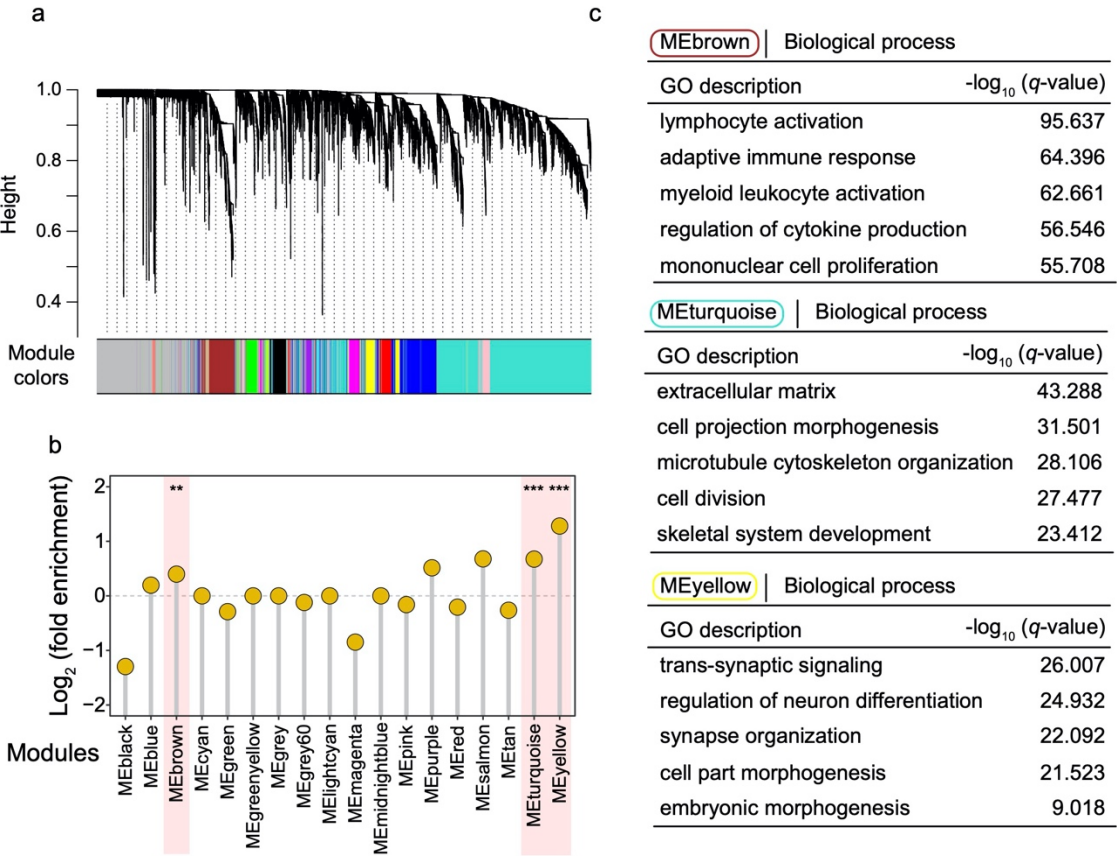 a
Height
1.0
0.8
0.6
0.4
Module
colors
b
Log2 (fold enrichment)
2
1
0
−1
−2
** *** ***
Modules
MEblack
MEblue
MEbrown
MEcyan
MEgreen
MEgreenyellow
MEgrey
MEgrey60
MElightcyan
MEmagenta
MEmidnightblue
MEpink
MEpurple
MEred
MEsalmon
MEtan
MEturquoise
MEyellow
c
MEbrown | Biological process
GO description -log10 (q-value)
lymphocyte activation 95.637
adaptive immune response 64.396
myeloid leukocyte activation 62.661
regulation of cytokine production 56.546
mononuclear cell proliferation 55.708
MEturquoise | Biological process
GO description -log10 (q-value)
extracellular matrix 43.288
cell projection morphogenesis 31.501
microtubule cytoskeleton organization 28.106
cell division 27.477
skeletal system development 23.412
MEyellow | Biological process
GO description -log10 (q-value)
trans-synaptic signaling 26.007
regulation of neuron differentiation 24.932
synapse organization 22.092
cell part morphogenesis 21.523
embryonic morphogenesis 9.018